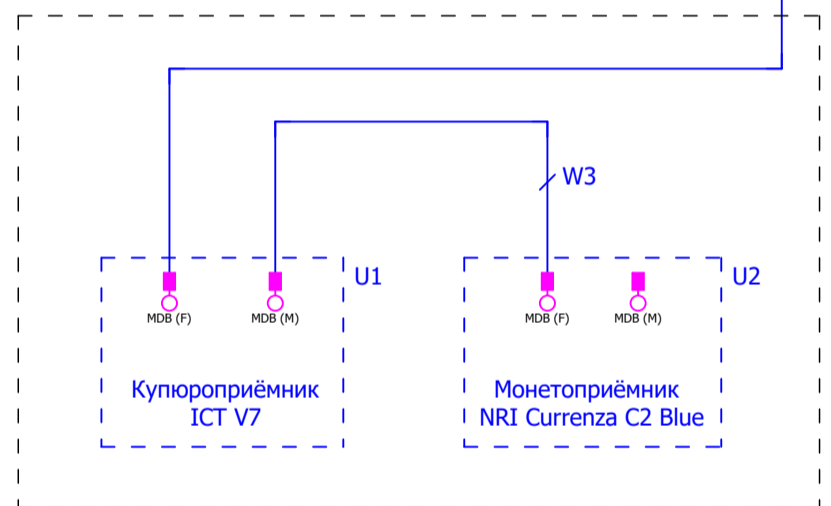 W3
U1
U2
MDB (F)
MDB (M)
MDB (F)
MDB (M)
Купюроприёмник
ICT V7
Монетоприёмник
NRI Currenza C2 Blue